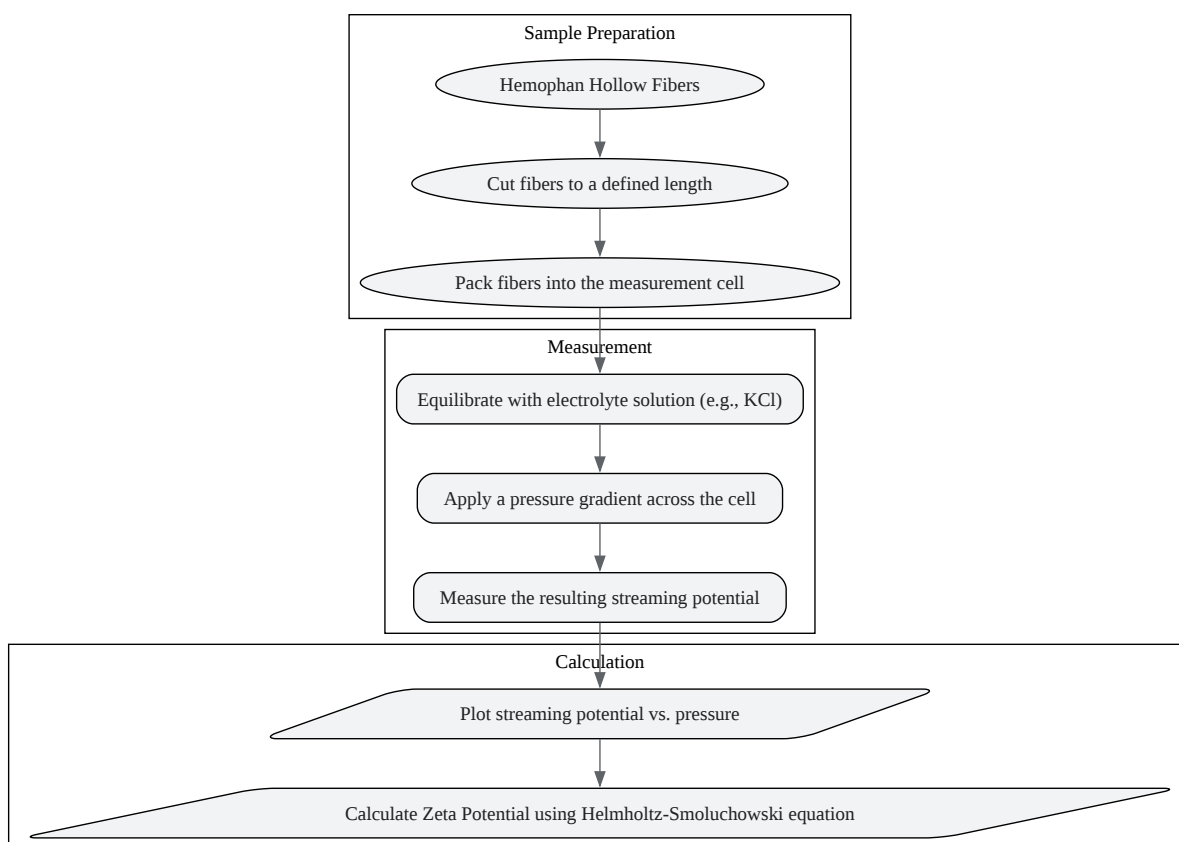 Sample Preparation
Hemophan Hollow Fibers
Cut fibers to a defined length
Pack fibers into the measurement cell
Measurement
Equilibrate with electrolyte solution (e.g., KCl)
Apply a pressure gradient across the cell
Measure the resulting streaming potential
Calculation
Plot streaming potential vs. pressure
Calculate Zeta Potential using Helmholtz-Smoluchowski equation